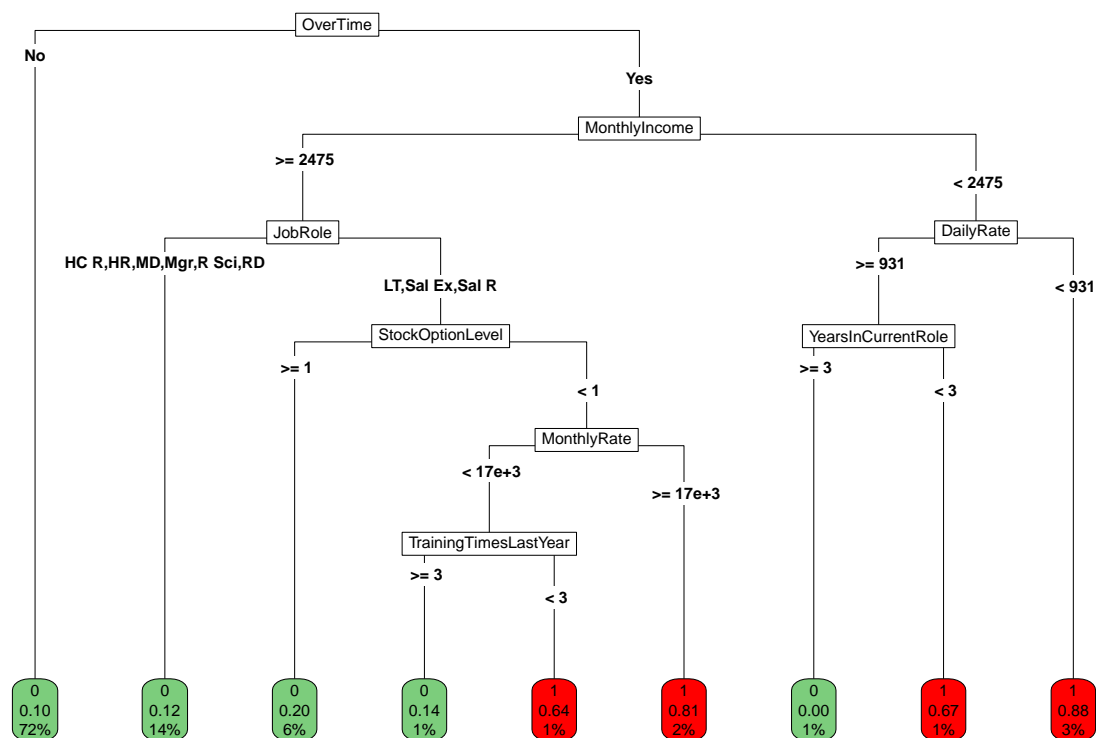 OverTime
No
Yes
MonthlyIncome
>= 2475
< 2475
JobRole
DailyRate
HC R,HR,MD,Mgr,R Sci,RD
LT,Sal Ex,Sal R
>= 931
< 931
StockOptionLevel
YearsInCurrentRole
>= 1
< 1
>= 3
< 3
MonthlyRate
< 17e+3
>= 17e+3
TrainingTimesLastYear
>= 3
< 3
0
0.10
72%
0
0.12
14%
0
0.20
6%
0
0.14
1%
1
0.64
1%
1
0.81
2%
0
0.00
1%
1
0.67
1%
1
0.88
3%